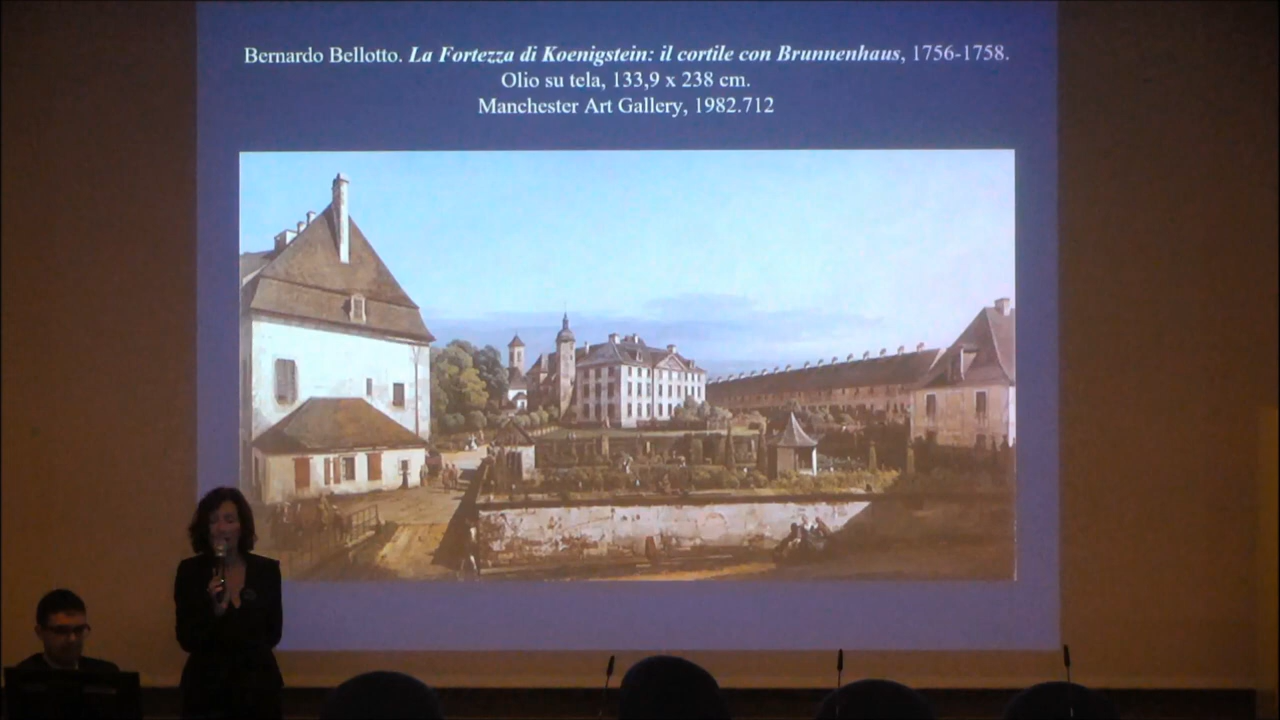 Bernardo Bellotto. La Fortezza di Koenigstein: il cortile con Brunnenhaus, 1756-1758.
Olio su tela, 133,9 x 238 cm.
Manchester Art Gallery, 1982.712